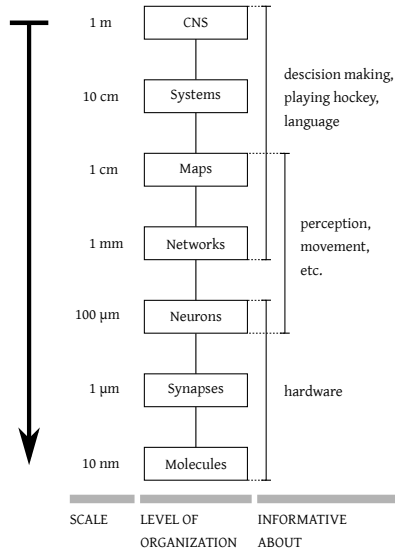 1 m
CNS
descision making,
playing hockey,
language
10 cm
Systems
1 cm
Maps
perception,
movement,
etc.
1 mm
Networks
100 µm
Neurons
1 µm
Synapses
hardware
10 nm
Molecules
SCALE
LEVEL OF
ORGANIZATION
INFORMATIVE
ABOUT